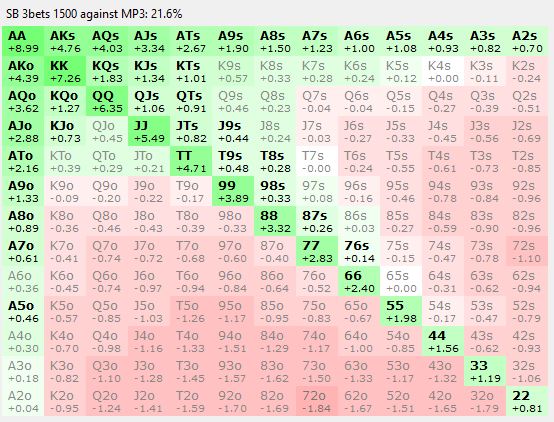 SB 3bets 1500 against MP3: 21.6%
AA AKs AQs AJs ATs A9s A8s A7s A6s A5s A4s A3s A2s
+8.99 +4.76 +4.03 +3.34 +2.67 +1.90 +1.50 +1.23 +1.00 +1.08 +0.93 +0.82 +0.70
AKo KK KQs KJs KTs K9s K8s K7s K6s K5s K4s K3s K2s
+4.39 +7.26 +1.83 +1.34 +1.01 +0.57 +0.33 +0.31 +0.24 +0.12 +0.00 -0.11 -0.24
AQo KQo QQ QJs QTs Q9s Q8s Q7s Q6s Q5s Q4s Q3s Q2s
+3.62 +1.27 +6.35 +1.06 +0.91 +0.46 +0.23 -0.04 -0.04 -0.15 -0.27 -0.39 -0.51
AJo KJo QJo JJ JTs J9s J8s J7s J6s J5s J4s J3s J2s
+2.88 +0.73 +0.45 +5.49 +0.82 +0.44 +0.24 -0.03 -0.27 -0.33 -0.45 -0.56 -0.69
ATo KTo QTo JTo TT T9s T8s T7s T6s T5s T4s T3s T2s
+2.16 +0.39 +0.29 +0.21 +4.71 +0.48 +0.28 -0.00 -0.24 -0.55 -0.61 -0.73 -0.85
A9o K9o Q9o J9o T9o 99 98s 97s 96s 95s 94s 93s 92s
+1.33 -0.09 -0.20 -0.22 -0.17 +3.89 +0.33 +0.08 -0.16 -0.46 -0.78 -0.84 -0.96
A8o K8o Q8o J8o T8o 98o 88 87s 86s 85s 84s 83s 82s
+0.89 -0.36 -0.46 -0.43 -0.39 -0.33 +3.32 +0.26 +0.03 -0.27 -0.59 -0.90 -0.96
A7o K7o Q7o J7o T7o 97o 87o 77 76s 75s 74s 73s 72s
+0.61 -0.41 -0.74 -0.72 -0.68 -0.60 -0.40 +2.83 +0.14 -0.15 -0.47 -0.78 -1.10
A6o K6o Q6o J6o T6o 96o 86o 76o 66 65s 64s 63s 62s
+0.36 -0.45 -0.74 -0.97 -0.94 -0.84 -0.64 -0.52 +2.40 +0.00 -0.31 -0.62 -0.94
A5o K5o Q5o J5o T5o 95o 85o 75o 65o 55 54s 53s 52s
+0.46 -0.57 -0.85 -1.03 -1.26 -1.17 -0.95 -0.83 -0.67 +1.98 -0.17 -0.47 -0.79
A4o K4o Q4o J4o T4o 94o 84o 74o 64o 54o 44 43s 42s
+0.30 -0.70 -0.98 -1.16 -1.33 -1.51 -1.29 -1.17 -1.00 -0.85 +1.56 -0.62 -0.93
A3o K3o Q3o J3o T3o 93o 83o 73o 63o 53o 43o 33 32s
+0.18 -0.82 -1.10 -1.28 -1.45 -1.57 -1.62 -1.50 -1.33 -1.17 -1.32 +1.19 -1.06
A2o K2o Q2o J2o T2o 92o 82o 72o 62o 52o 42o 32o 22
+0.04 -0.95 -1.24 -1.41 -1.59 -1.70 -1.69 -1.84 -1.67 -1.51 -1.65 -1.79 +0.81